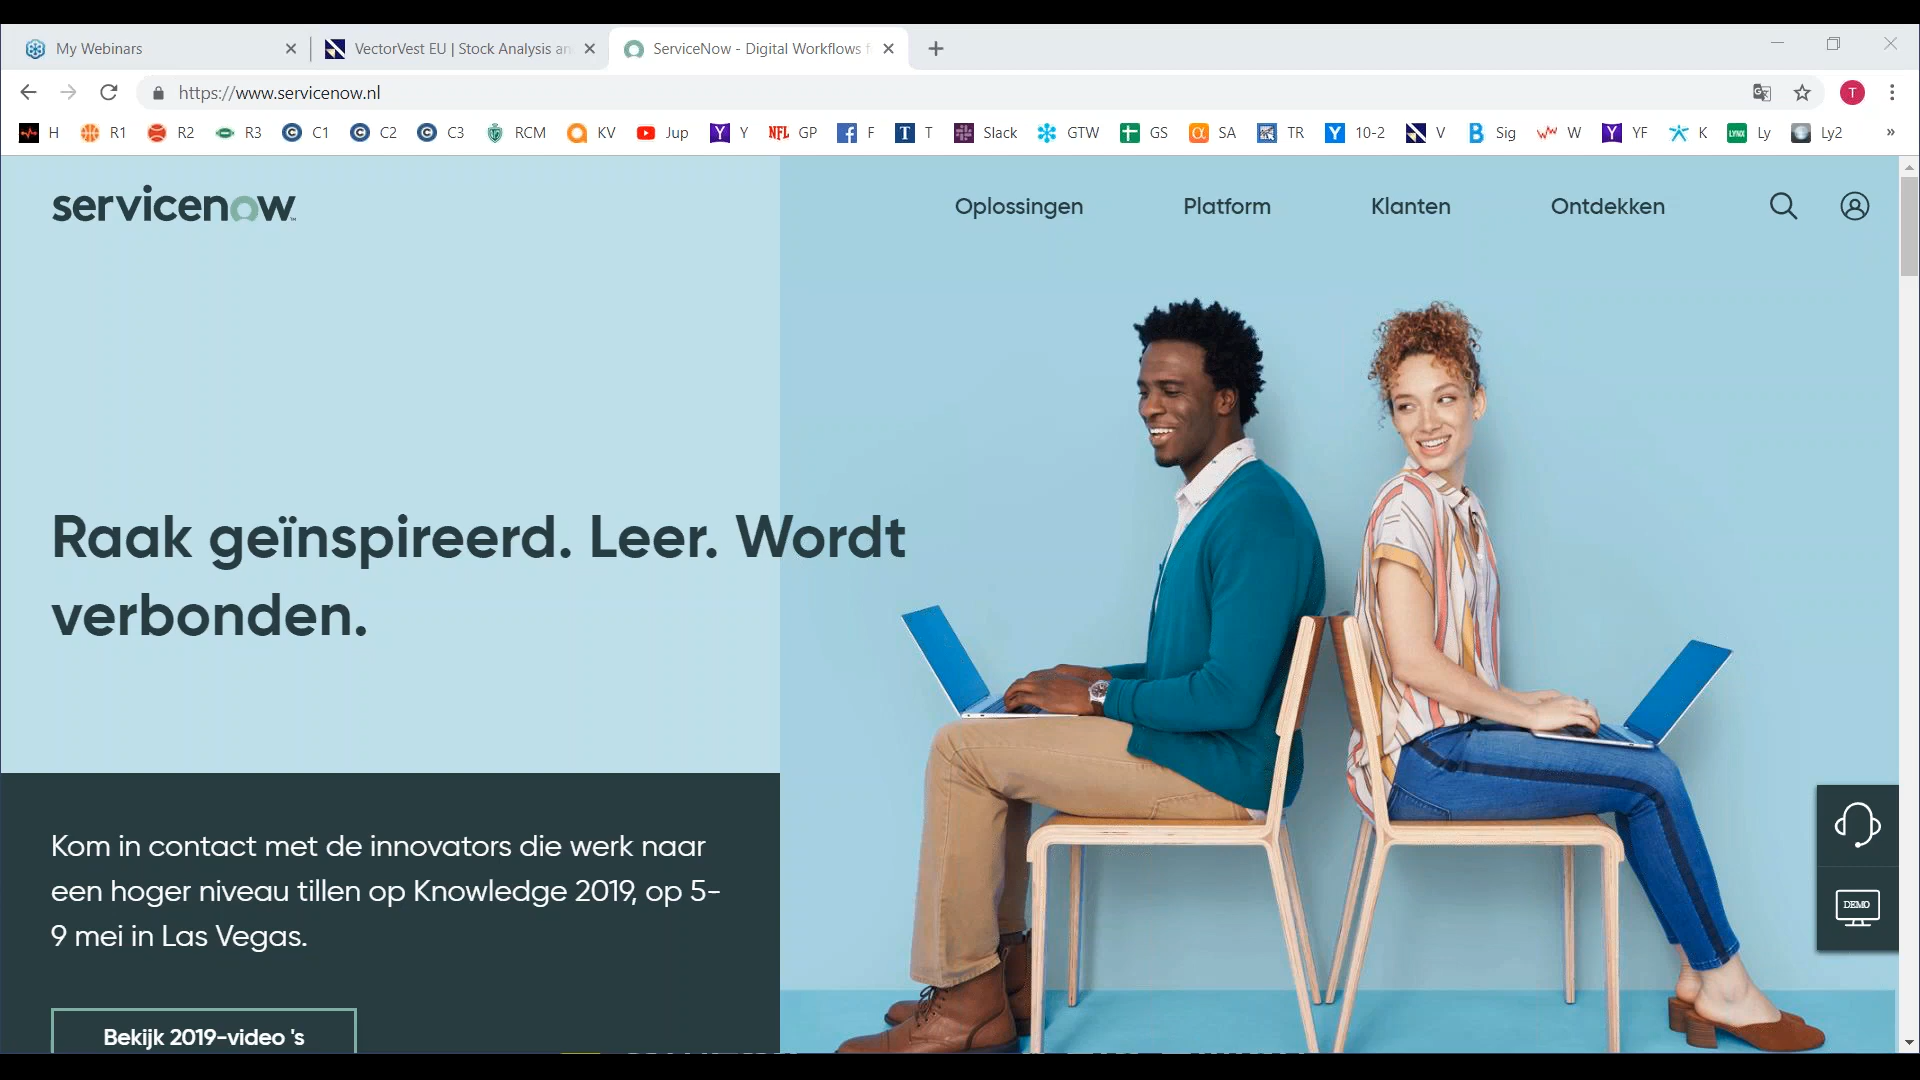 My Webinars
VectorVest EU | Stock Analysis an
ServiceNow - Digital Workflows f
https://www.servicenow.nl
T
H R1 R2 R3 C1 C2 C3 RCM KV Jup Y GP F T Slack GTW GS SA TR 10-2 V Sig W YF K Ly Ly2 »
servicenow
Oplossingen Platform Klanten Ontdekken
Raak geïnspireerd. Leer. Wordt
verbonden.
Kom in contact met de innovators die werk naar
een hoger niveau tillen op Knowledge 2019, op 5-
9 mei in Las Vegas.
DEMO
Bekijk 2019-video 's